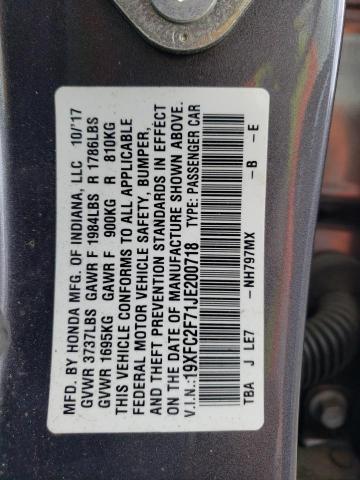 MFD. BY HONDA MFG. OF INDIANA, LLC 10/'17
GVWR 3737LBS GAWR F 1984LBS R 1786LBS
GVWR 1695KG GAWR F 900KG R 810KG
THIS VEHICLE CONFORMS TO ALL APPLICABLE
FEDERAL MOTOR VEHICLE SAFETY, BUMPER,
AND THEFT PREVENTION STANDARDS IN EFFECT
ON THE DATE OF MANUFACTURE SHOWN ABOVE.
V.I.N.:19XFC2F71JE200718 TYPE: PASSENGER CAR
TBA J LE7 - NH797MX - B - E